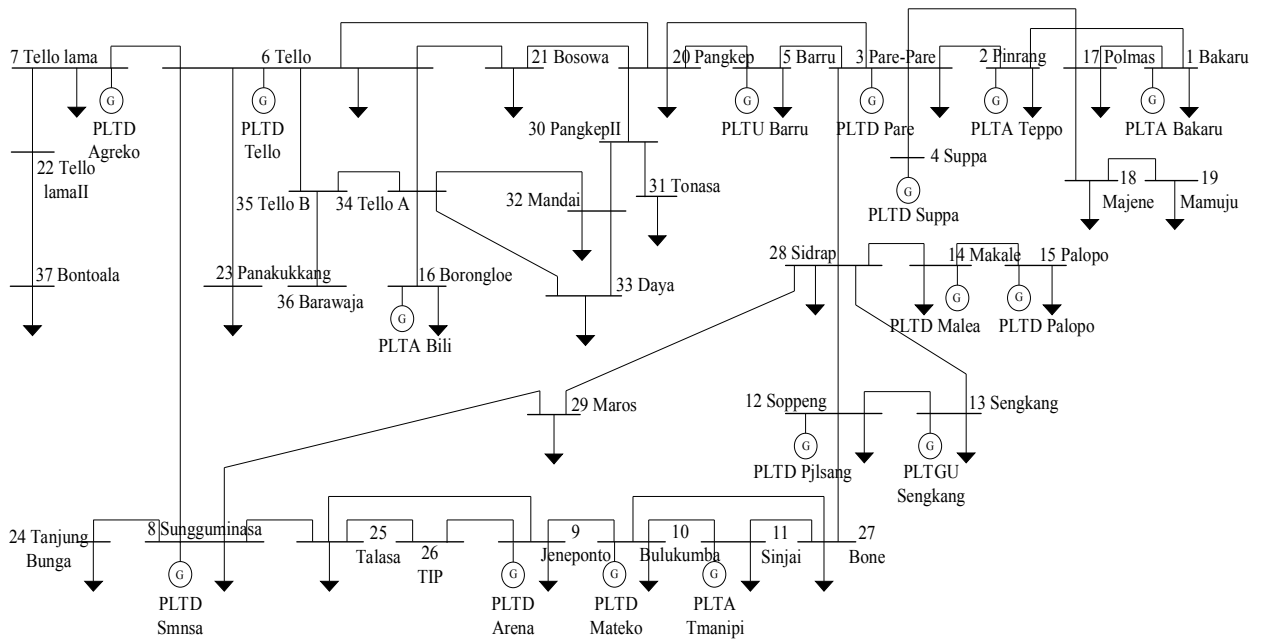 7 Tello lama
6 Tello
21 Bosowa
20 Pangkep
5 Barru
3 Pare-Pare
2 Pinrang
17 Polmas
1 Bakaru
G
PLTD
Agreko
G
PLTD
Tello
G
PLTU Barru
G
PLTD Pare
G
PLTA Teppo
G
PLTA Bakaru
30 PangkepII
4 Suppa
G
PLTD Suppa
22 Tello
lamaII
35 Tello B
34 Tello A
32 Mandai
31 Tonasa
18
Majene
19
Mamuju
37 Bontoala
23 Panakukkang
36 Barawaja
16 Borongloe
G
PLTA Bili
33 Daya
28 Sidrap
14 Makale
15 Palopo
G
PLTD Malea
G
PLTD Palopo
29 Maros
12 Soppeng
13 Sengkang
G
PLTD Pjlsang
G
PLTGU
Sengkang
24 Tanjung
Bunga
8 Sungguminasa
25
Talasa
26
TIP
9
Jeneponto
10
Bulukumba
11
Sinjai
27
Bone
G
PLTD
Smnsa
G
PLTD
Arena
G
PLTD
Mateko
G
PLTA
Tmanipi